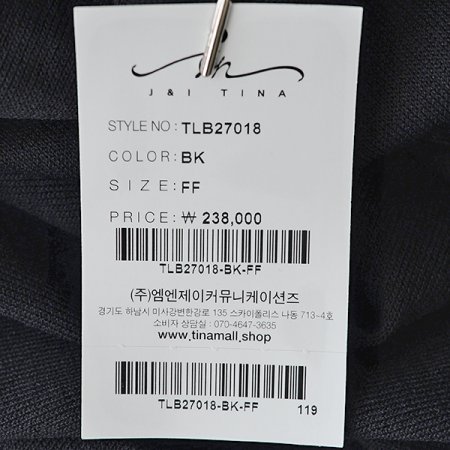 J & I TINA
STYLE NO : TLB27018
COLOR : BK
SIZE : FF
PRICE : ₩ 238,000
TLB27018-BK-FF
(주)엠엔제이커뮤니케이션즈
경기도 하남시 미사강변한강로 135 스카이폴리스 나동 713-4호
소비자 상담실 : 070-4647-3635
www.tinamall.shop
TLB27018-BK-FF 119